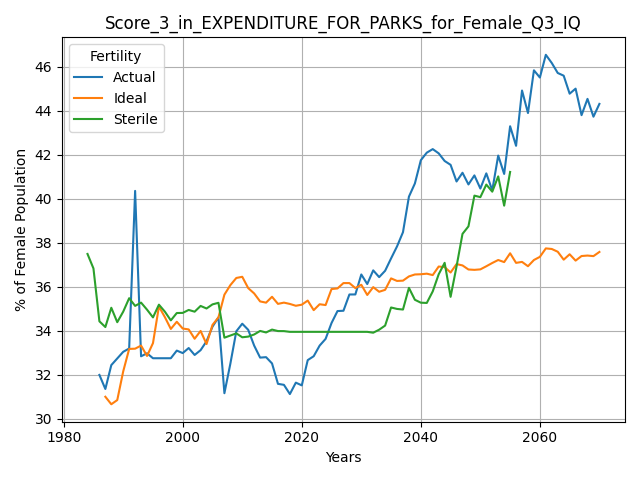 Score_3_in_EXPENDITURE_FOR_PARKS_for_Female_Q3_IQ
Fertility
Actual
Ideal
Sterile
% of Female Population
46
44
42
40
38
36
34
32
30
1980
2000
2020
2040
2060
Years